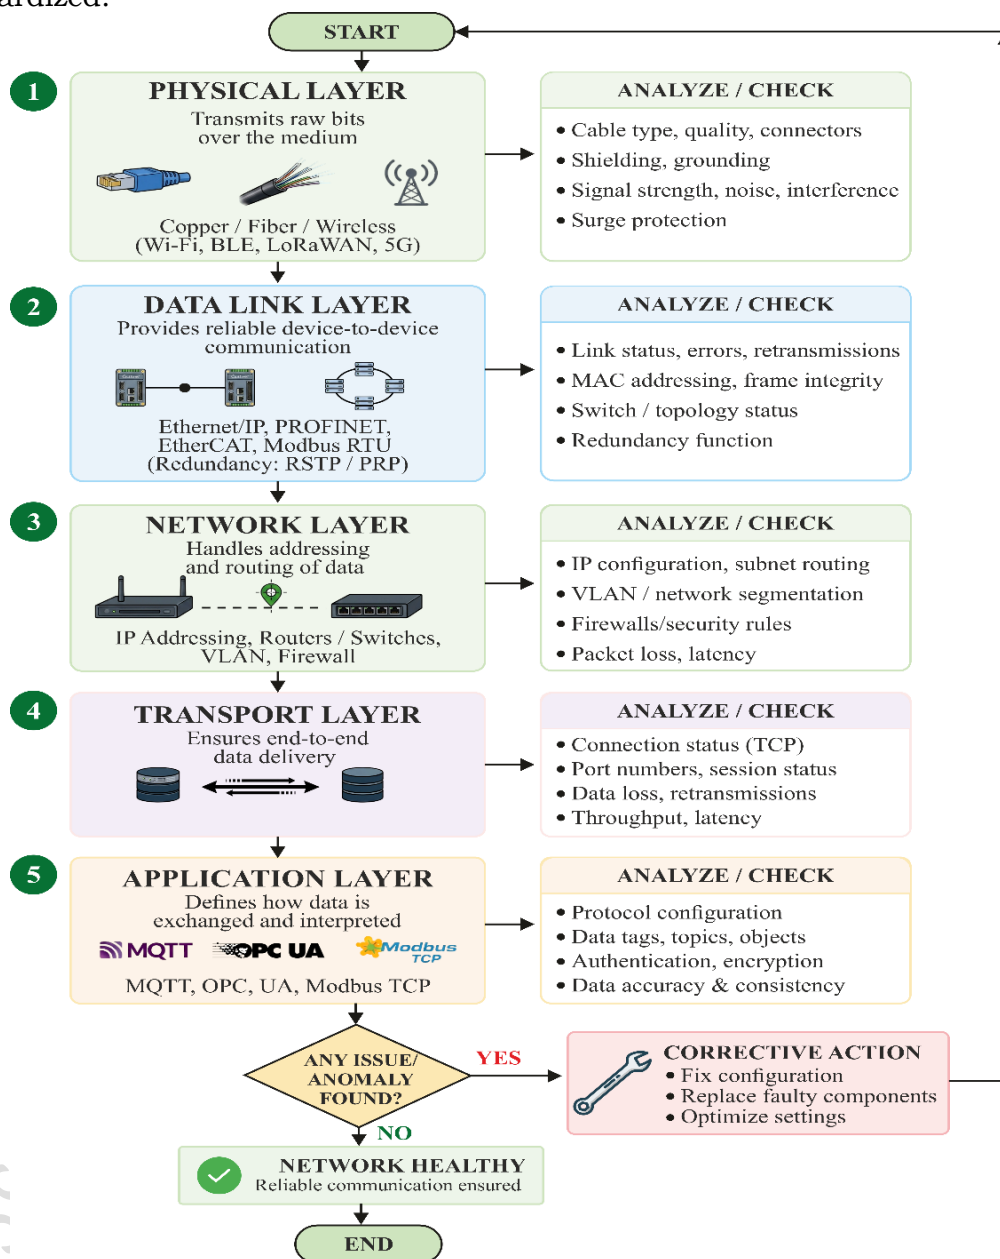 ardized.
START
1
PHYSICAL LAYER
Transmits raw bits
over the medium
Copper / Fiber / Wireless
(Wi-Fi, BLE, LoRaWAN, 5G)
ANALYZE / CHECK
• Cable type, quality, connectors
• Shielding, grounding
• Signal strength, noise, interference
• Surge protection
2
DATA LINK LAYER
Provides reliable device-to-device
communication
Ethernet/IP, PROFINET,
EtherCAT, Modbus RTU
(Redundancy: RSTP / PRP)
ANALYZE / CHECK
• Link status, errors, retransmissions
• MAC addressing, frame integrity
• Switch / topology status
• Redundancy function
3
NETWORK LAYER
Handles addressing
and routing of data
IP Addressing, Routers / Switches,
VLAN, Firewall
ANALYZE / CHECK
• IP configuration, subnet routing
• VLAN / network segmentation
• Firewalls/security rules
• Packet loss, latency
4
TRANSPORT LAYER
Ensures end-to-end
data delivery
ANALYZE / CHECK
• Connection status (TCP)
• Port numbers, session status
• Data loss, retransmissions
• Throughput, latency
5
APPLICATION LAYER
Defines how data is
exchanged and interpreted
MQTT OPC UA Modbus
TCP
MQTT, OPC, UA, Modbus TCP
ANALYZE / CHECK
• Protocol configuration
• Data tags, topics, objects
• Authentication, encryption
• Data accuracy & consistency
ANY ISSUE/
ANOMALY
FOUND?
YES
CORRECTIVE ACTION
• Fix configuration
• Replace faulty components
• Optimize settings
NO
NETWORK HEALTHY
Reliable communication ensured
END